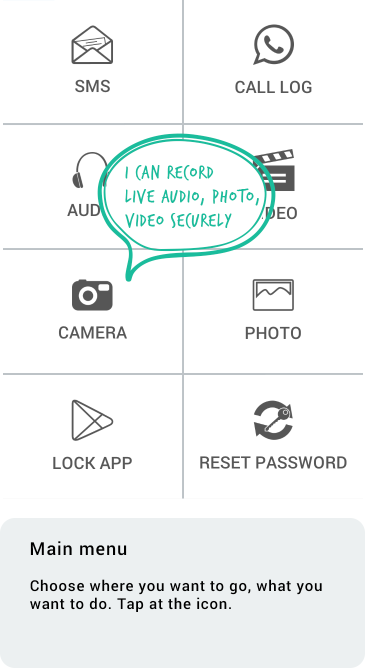 SMS
CALL LOG
I CAN RECORD
LIVE AUDIO, PHOTO,
VIDEO SECURELY
AUD
DEO
CAMERA
PHOTO
LOCK APP
RESET PASSWORD
Main menu
Choose where you want to go, what you
want to do. Tap at the icon.